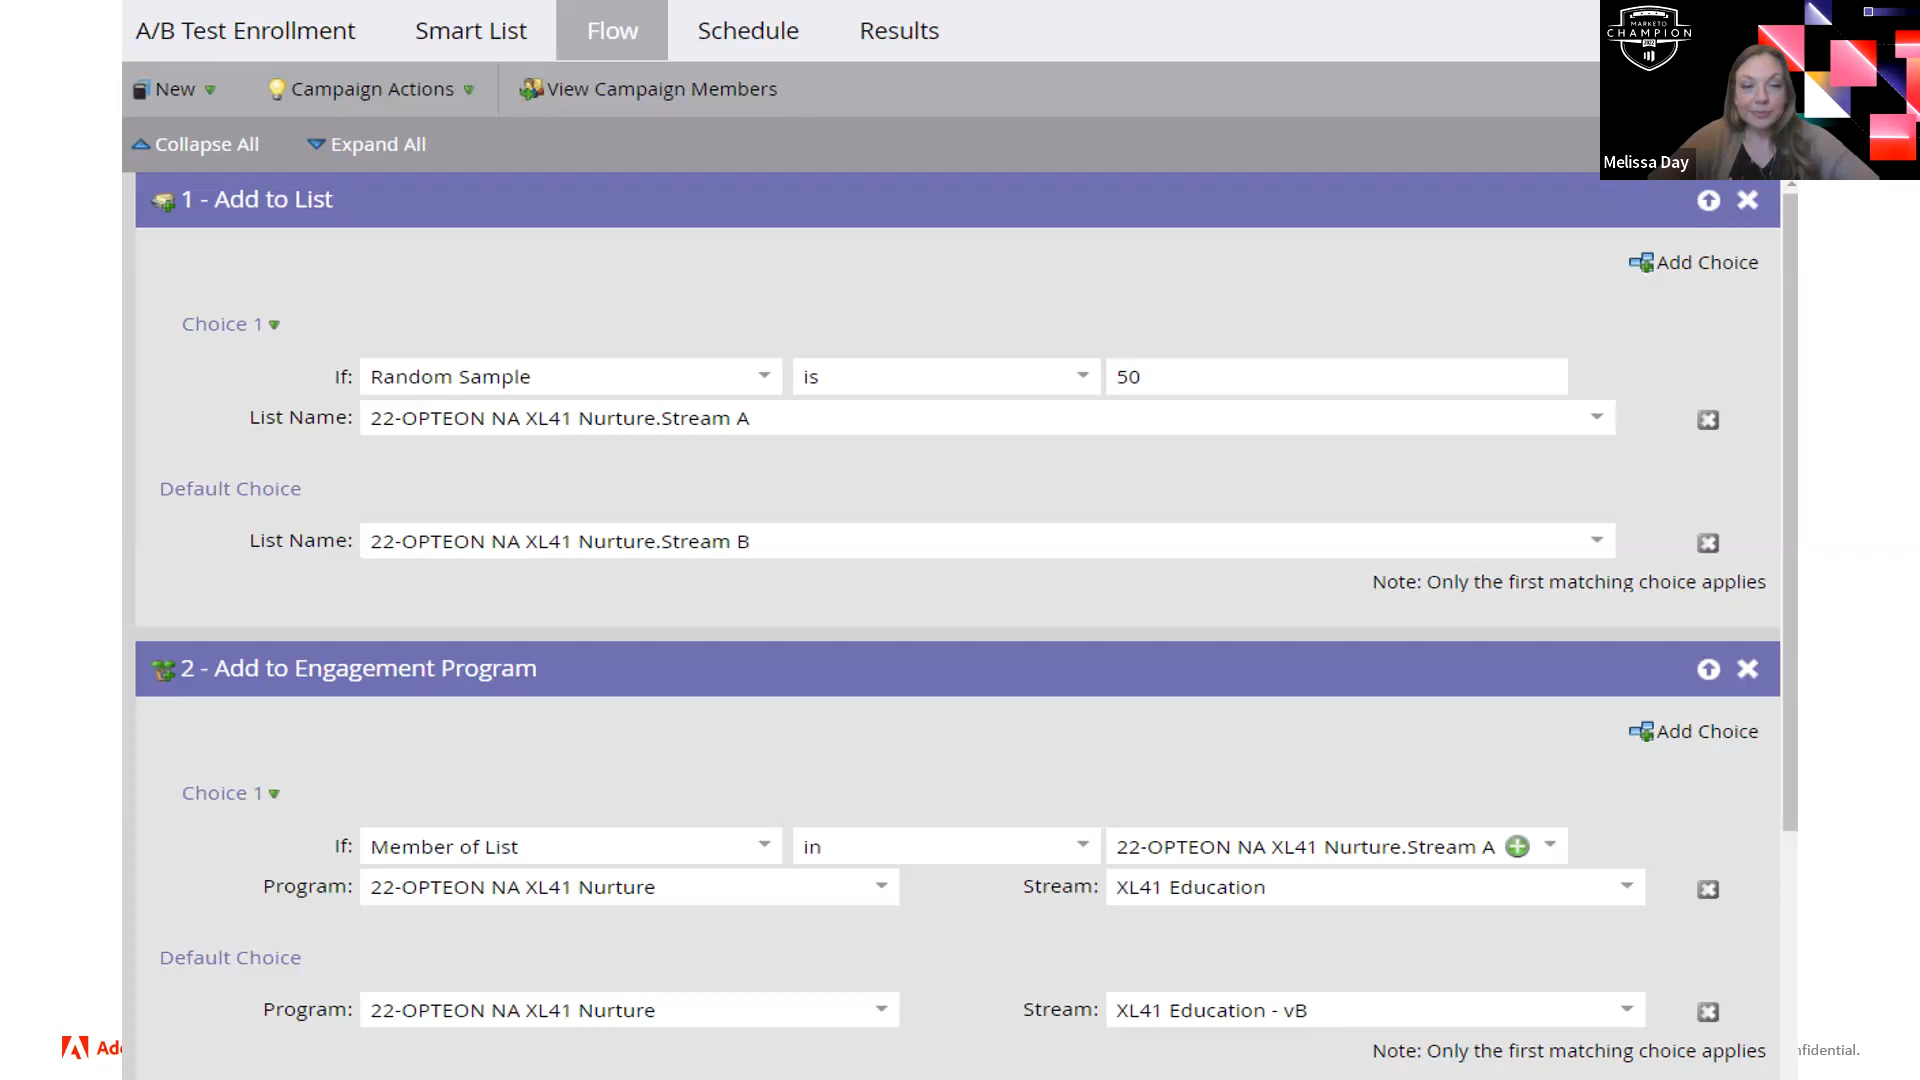 A/B Test Enrollment Smart List Flow Schedule Results
MARKETO
CHAMPION
Melissa Day
New Campaign Actions View Campaign Members
Collapse All Expand All
1 - Add to List
Add Choice
Choice 1
If: Random Sample is 50
List Name: 22-OPTEON NA XL41 Nurture.Stream A
Default Choice
List Name: 22-OPTEON NA XL41 Nurture.Stream B
Note: Only the first matching choice applies
2 - Add to Engagement Program
Add Choice
Choice 1
If: Member of List in 22-OPTEON NA XL41 Nurture.Stream A
Program: 22-OPTEON NA XL41 Nurture Stream: XL41 Education
Default Choice
Program: 22-OPTEON NA XL41 Nurture Stream: XL41 Education - vB
Note: Only the first matching choice applies
nfidential.